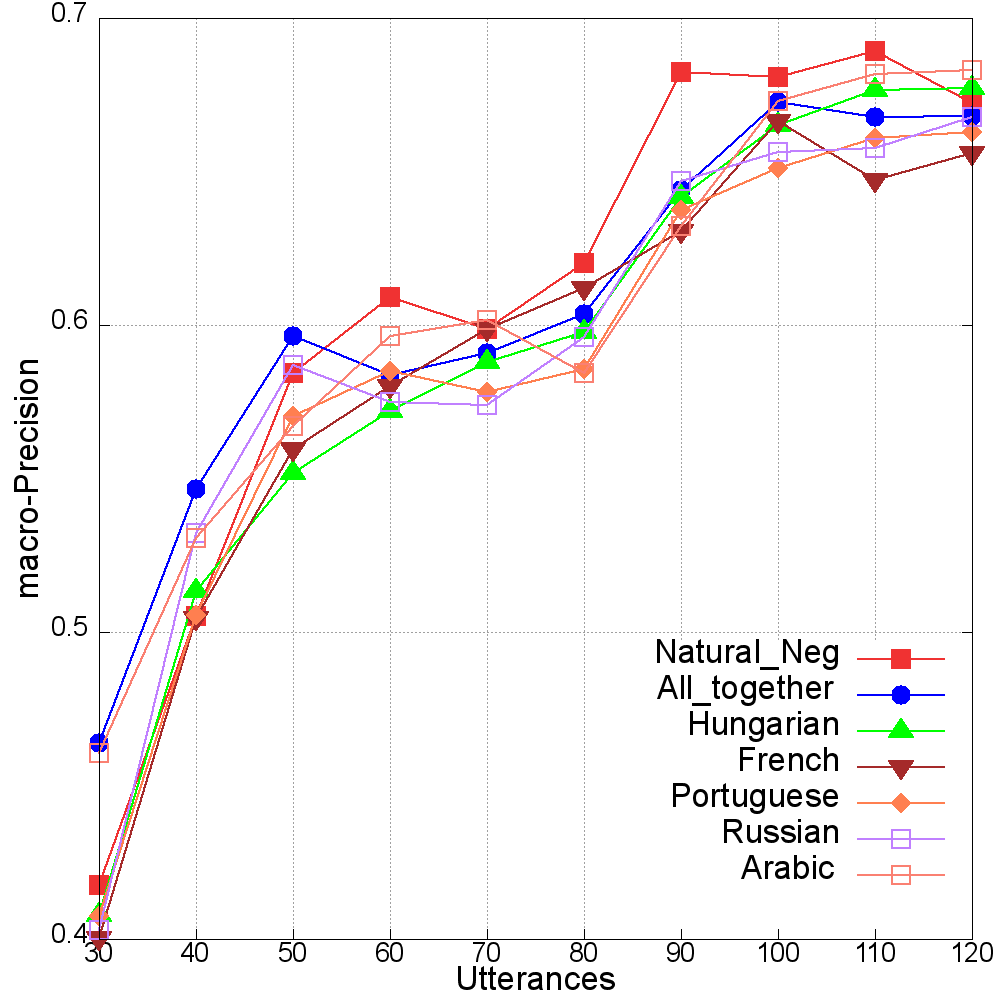 0.7
0.6
0.5
0.4
macro-Precision
Natural_Neg
All_together
Hungarian
French
Portuguese
Russian
Arabic
30 40 50 60 70 80 90 100 110 120
Utterances